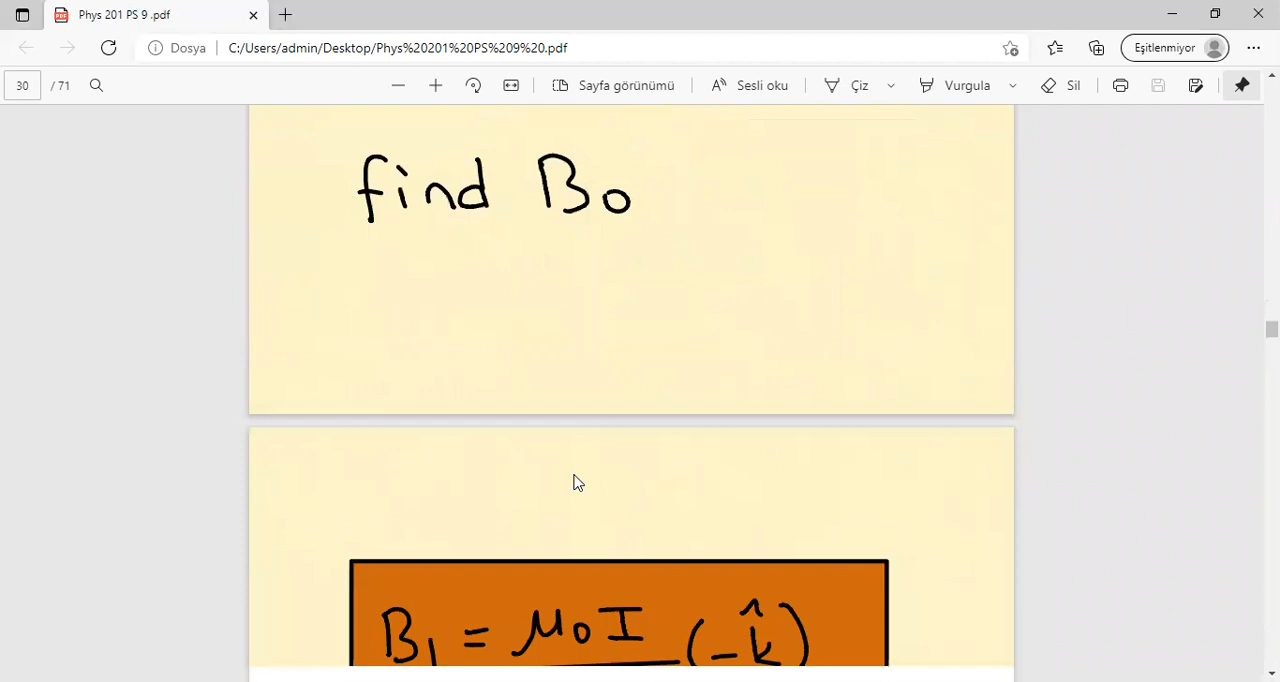 Phys 201 PS 9 .pdf
Dosya
C:/Users/admin/Desktop/Phys%20201%20PS%209%20.pdf
Eşitlenmiyor
30 / 71
Sayfa görünümü
Sesli oku
Çiz
Vurgula
Sil
find Bo
B1 = μ0 I (-k̂)